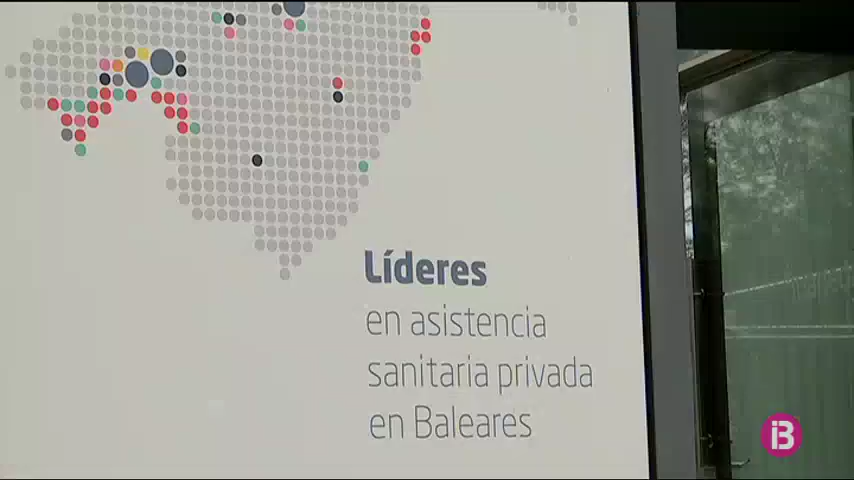 Líderes
en asistencia
sanitaria privada
en Baleares
iB